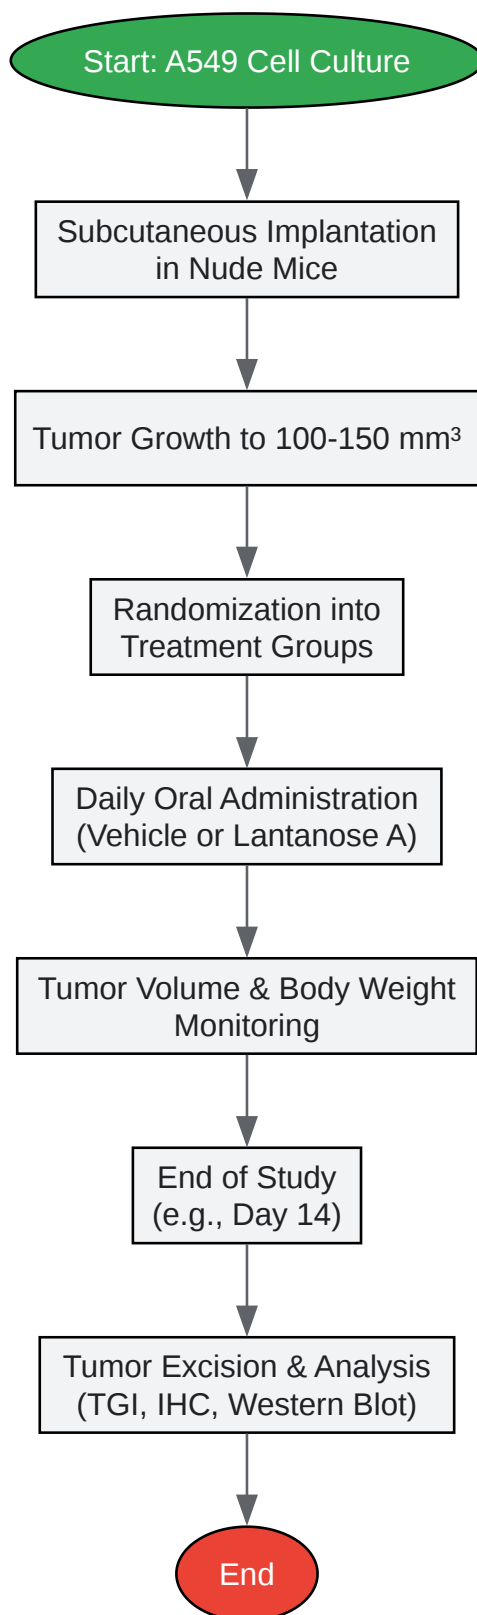 Start: A549 Cell Culture
Subcutaneous Implantation
in Nude Mice
Tumor Growth to 100-150 mm³
Randomization into
Treatment Groups
Daily Oral Administration
(Vehicle or Lantanose A)
Tumor Volume & Body Weight
Monitoring
End of Study
(e.g., Day 14)
Tumor Excision & Analysis
(TGI, IHC, Western Blot)
End